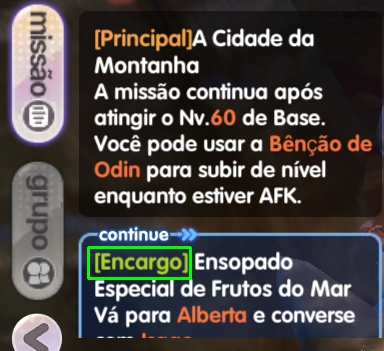 missão
[Principal]A Cidade da
Montanha
A missão continua após
atingir o Nv.60 de Base.
Você pode usar a Bênção de
Odin para subir de nível
enquanto estiver AFK.
grupo
continue
[Encargo] Ensopado
Especial de Frutos do Mar
Vá para Alberta e converse
com Isaac